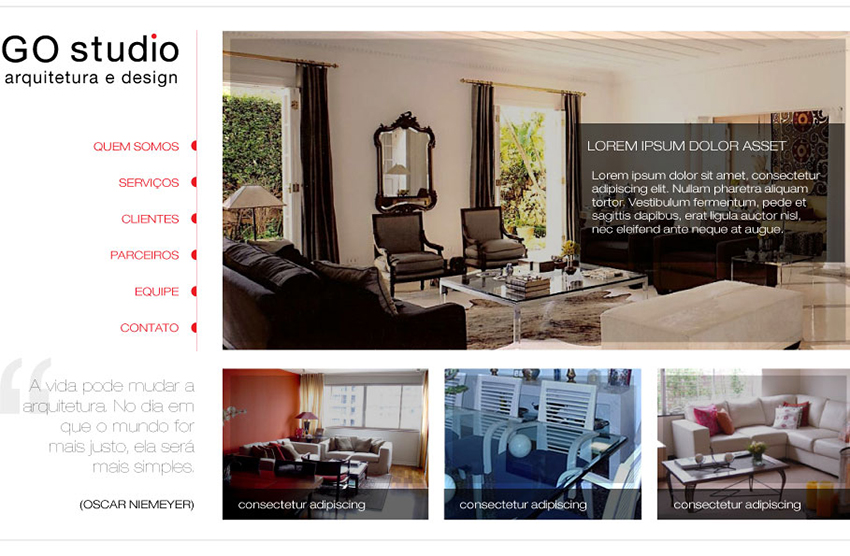 GO studio
arquitetura e design
QUEM SOMOS
SERVIÇOS
CLIENTES
PARCEIROS
EQUIPE
CONTATO
“
A vida pode mudar a
arquitetura. No dia em
que o mundo for
mais justo, ela será
mais simples.
(OSCAR NIEMEYER)
LOREM IPSUM DOLOR ASSET
Lorem ipsum dolor sit amet, consectetur
adipiscing elit. Nullam pharetra aliquam
tortor. Vestibulum fermentum, pede et
sagittis dapibus, erat ligula auctor nisl,
nec eleifend ante neque at augue.
consectetur adipiscing
consectetur adipiscing
consectetur adipiscing